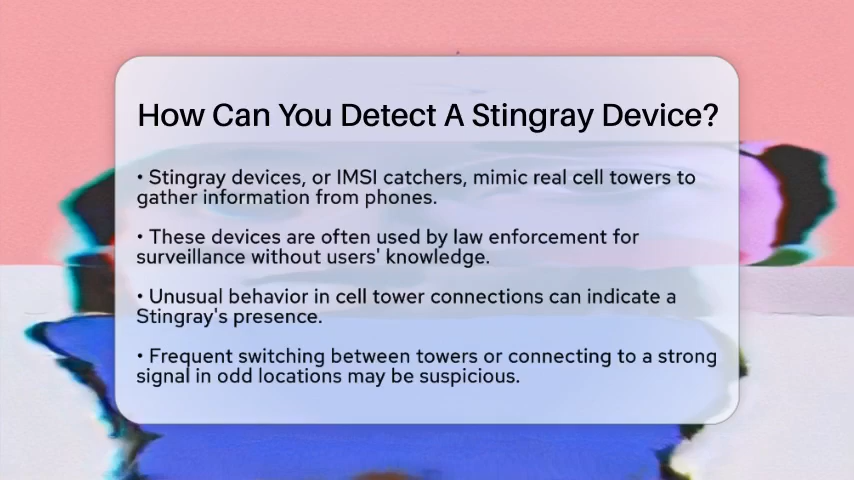 How Can You Detect A Stingray Device?
• Stingray devices, or IMSI catchers, mimic real cell towers to
gather information from phones.
• These devices are often used by law enforcement for
surveillance without users' knowledge.
• Unusual behavior in cell tower connections can indicate a
Stingray's presence.
• Frequent switching between towers or connecting to a strong
signal in odd locations may be suspicious.